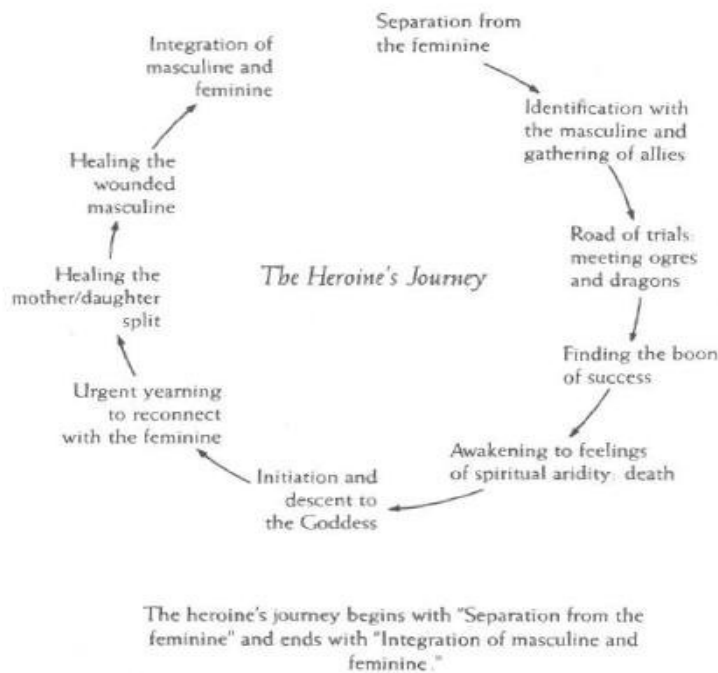 Separation from
the feminine
Identification with
the masculine and
gathering of allies
Road of trials:
meeting ogres
and dragons
Finding the boon
of success
Awakening to feelings
of spiritual aridity: death
Initiation and
descent to
the Goddess
Urgent yearning
to reconnect
with the feminine
Healing the
mother/daughter
split
Healing the
wounded
masculine
Integration of
masculine and
feminine
The Heroine's Journey
The heroine's journey begins with "Separation from the
feminine" and ends with "Integration of masculine and
feminine."